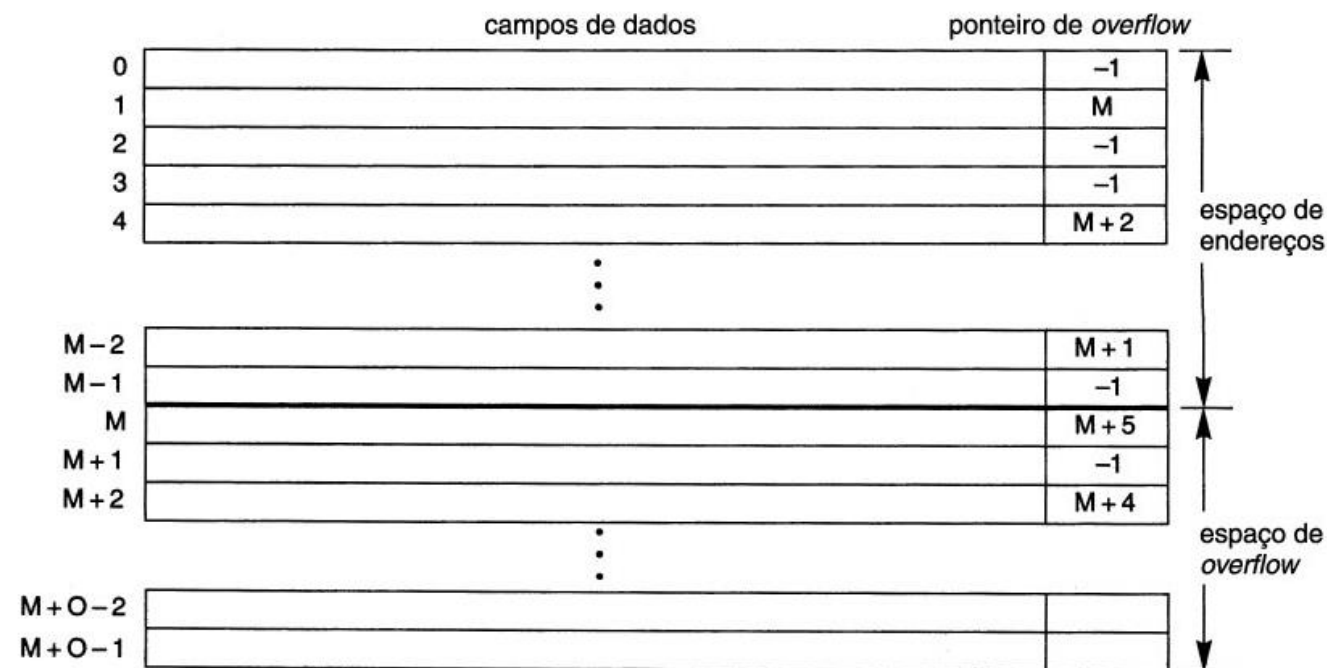 campos de dados ponteiro de overflow
0 –1
1 M
2 –1
3 –1
4 M + 2
espaço de
endereços
M – 2 M + 1
M – 1 –1
M M + 5
M + 1 –1
M + 2 M + 4
espaço de
overflow
M + O – 2
M + O – 1